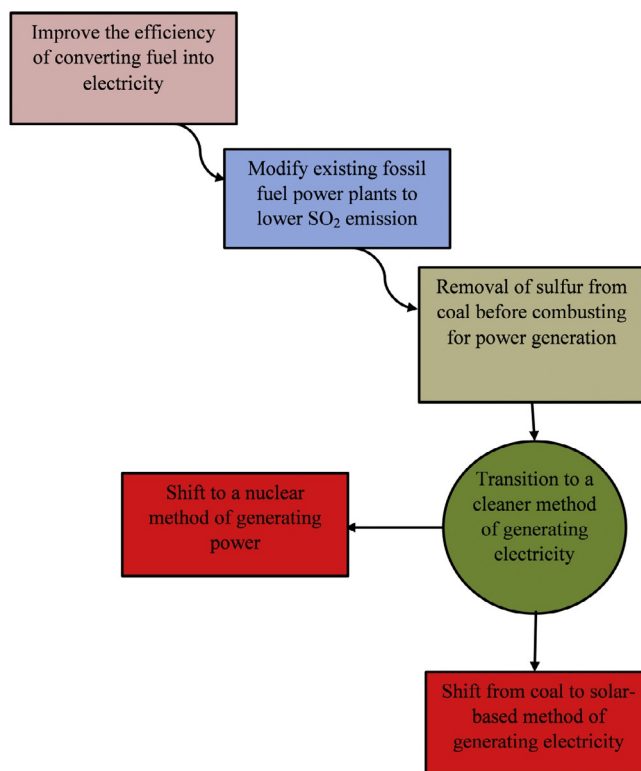 Improve the efficiency
of converting fuel into
electricity
Modify existing fossil
fuel power plants to
lower SO₂ emission
Removal of sulfur from
coal before combusting
for power generation
Transition to a
cleaner method
of generating
electricity
Shift to a nuclear
method of generating
power
Shift from coal to solar-
based method of
generating electricity